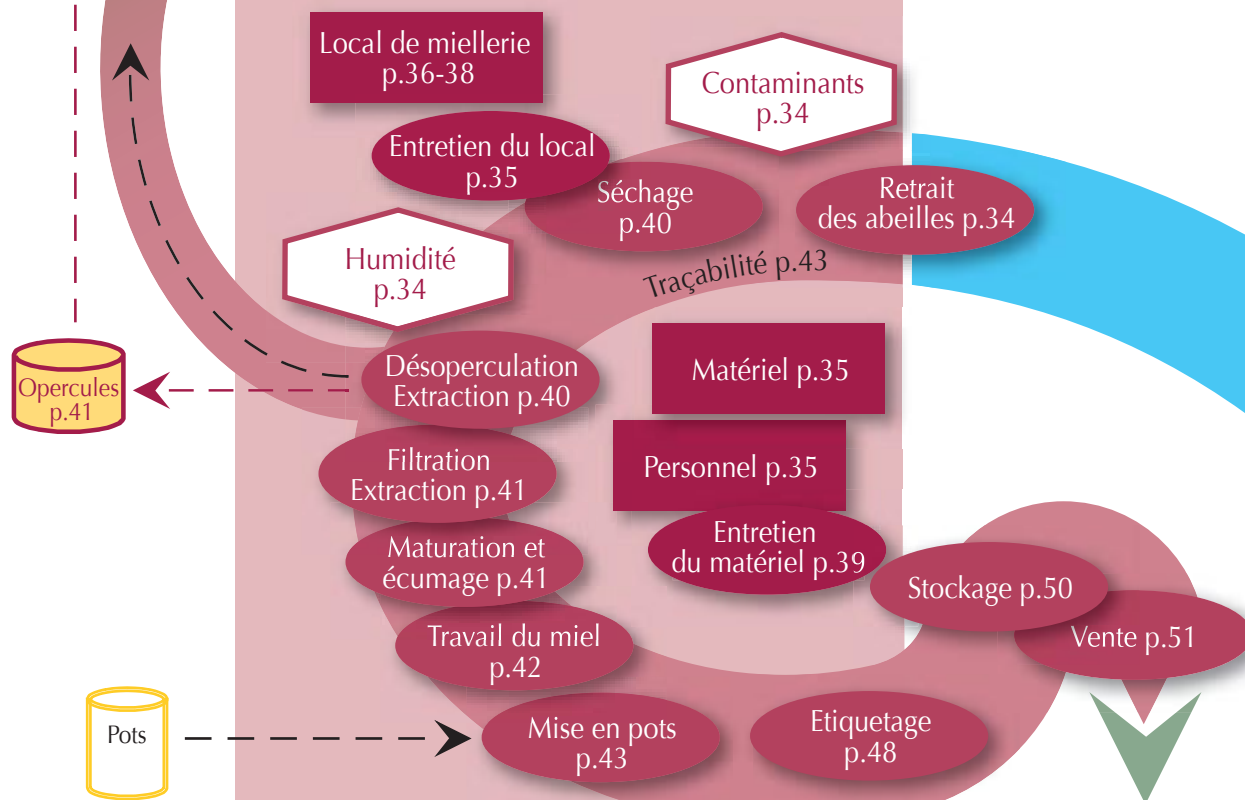 Local de miellerie
p.36-38
Contaminants
p.34
Entretien du local
p.35
Séchage
p.40
Retrait
des abeilles p.34
Humidité
p.34
Traçabilité p.43
Désoperculation
Extraction p.40
Matériel p.35
Opercules
p.41
Filtration
Extraction p.41
Personnel p.35
Entretien
du matériel p.39
Maturation et
écumage p.41
Stockage p.50
Vente p.51
Travail du miel
p.42
Pots
Mise en pots
p.43
Etiquetage
p.48